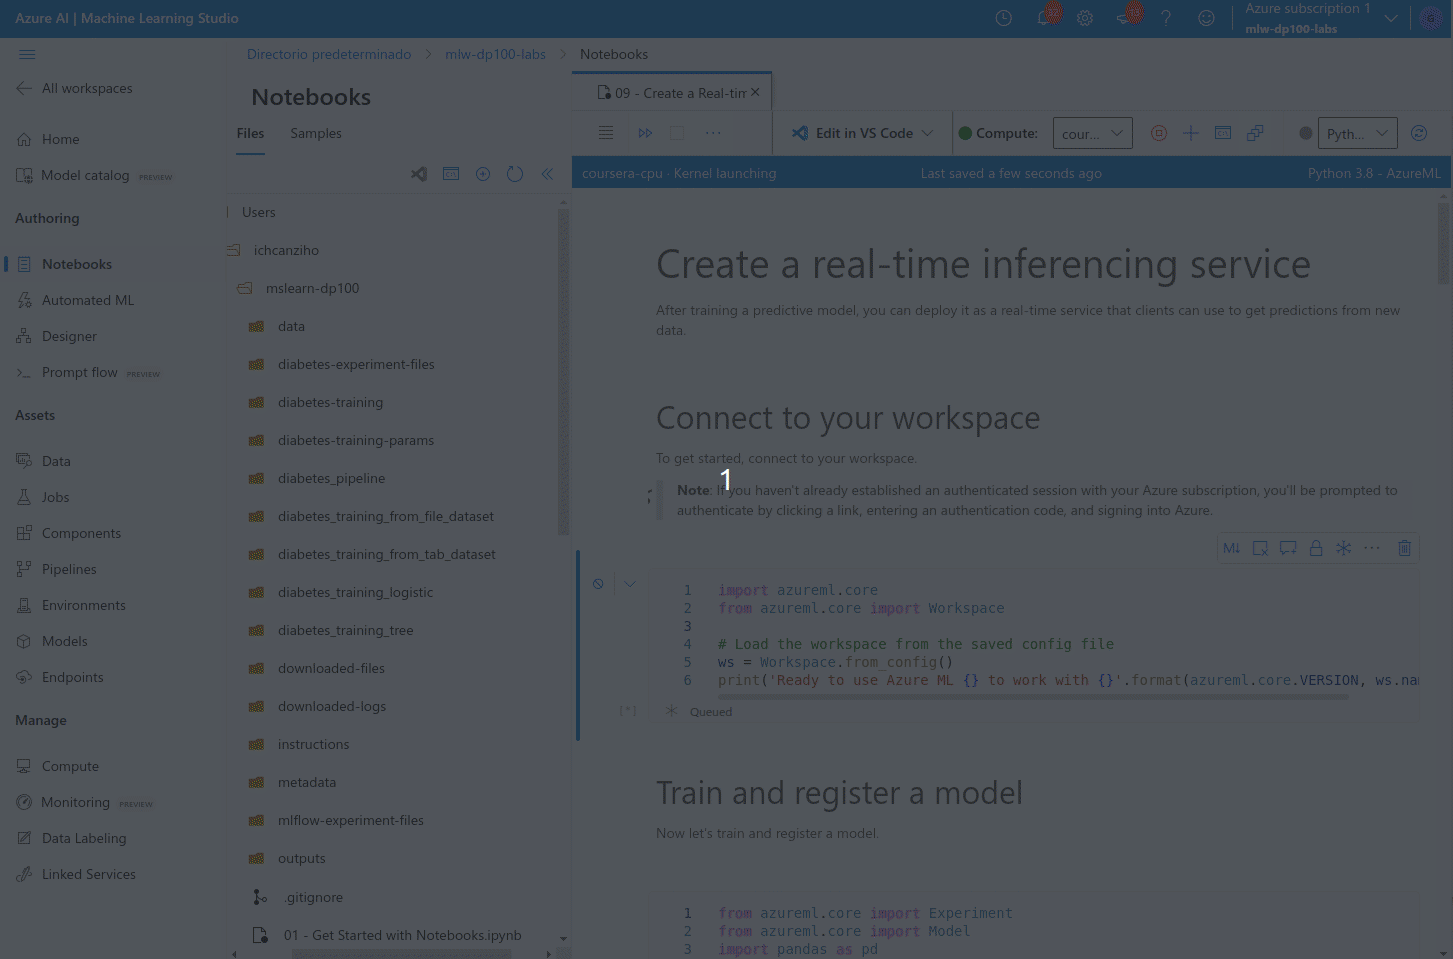 Azure AI | Machine Learning Studio
Azure subscription 1
mlw-dp100-labs
Directorio predeterminado > mlw-dp100-labs > Notebooks
All workspaces
Home
Model catalog PREVIEW
Authoring
Notebooks
Automated ML
Designer
Prompt flow PREVIEW
Assets
Data
Jobs
Components
Pipelines
Environments
Models
Endpoints
Manage
Compute
Monitoring PREVIEW
Data Labeling
Linked Services
Notebooks
Files Samples
Users
ichcanziho
mslearn-dp100
data
diabetes-experiment-files
diabetes-training
diabetes-training-params
diabetes_pipeline
diabetes_training_from_file_dataset
diabetes_training_from_tab_dataset
diabetes_training_logistic
diabetes_training_tree
downloaded-files
downloaded-logs
instructions
metadata
mlflow-experiment-files
outputs
.gitignore
01 - Get Started with Notebooks.ipynb
09 - Create a Real-tim
Edit in VS Code
Compute: cour...
Pyth...
coursera-cpu · Kernel launching
Last saved a few seconds ago
Python 3.8 - AzureML
Create a real-time inferencing service
After training a predictive model, you can deploy it as a real-time service that clients can use to get predictions from new
data.
Connect to your workspace
To get started, connect to your workspace.
1
Note: If you haven't already established an authenticated session with your Azure subscription, you'll be prompted to
authenticate by clicking a link, entering an authentication code, and signing into Azure.
M↓
1 import azureml.core
2 from azureml.core import Workspace
3
4 # Load the workspace from the saved config file
5 ws = Workspace.from_config()
6 print('Ready to use Azure ML {} to work with {}'.format(azureml.core.VERSION, ws.nam
[*] Queued
Train and register a model
Now let's train and register a model.
1 from azureml.core import Experiment
2 from azureml.core import Model
3 import pandas as pd